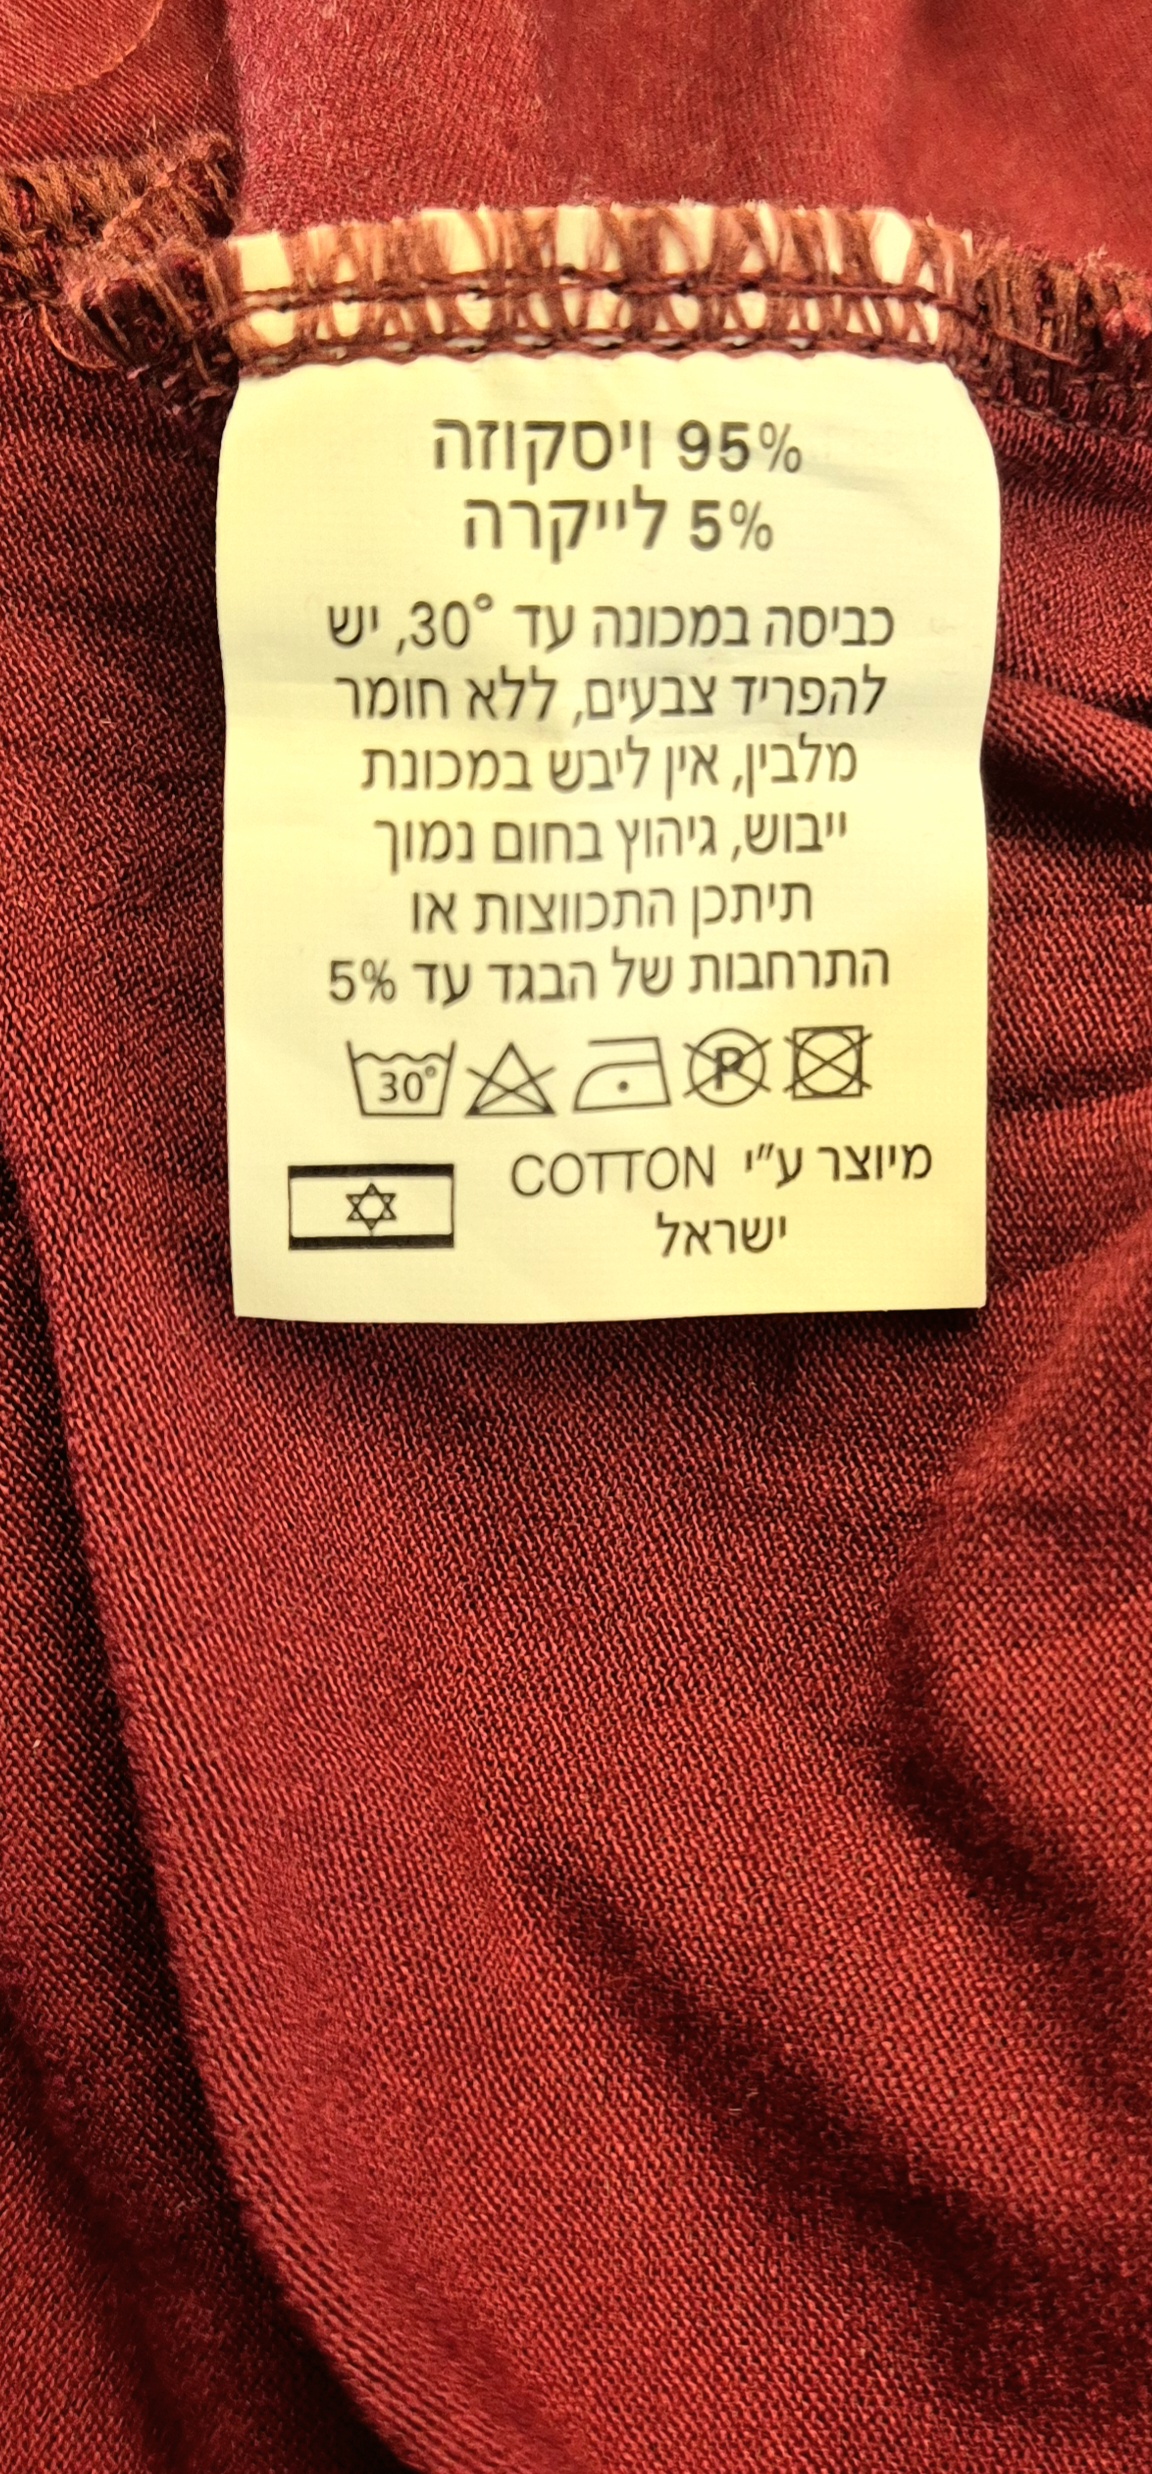 95% ויסקוזה
5% לייקרה
כביסה במכונה עד 30°, יש
להפריד צבעים, ללא חומר
מלבין, אין ליבש במכונת
ייבוש, גיהוץ בחום נמוך
תיתכן התכווצות או
התרחבות של הבגד עד 5%
30° P
מיוצר ע"י COTTON
ישראל